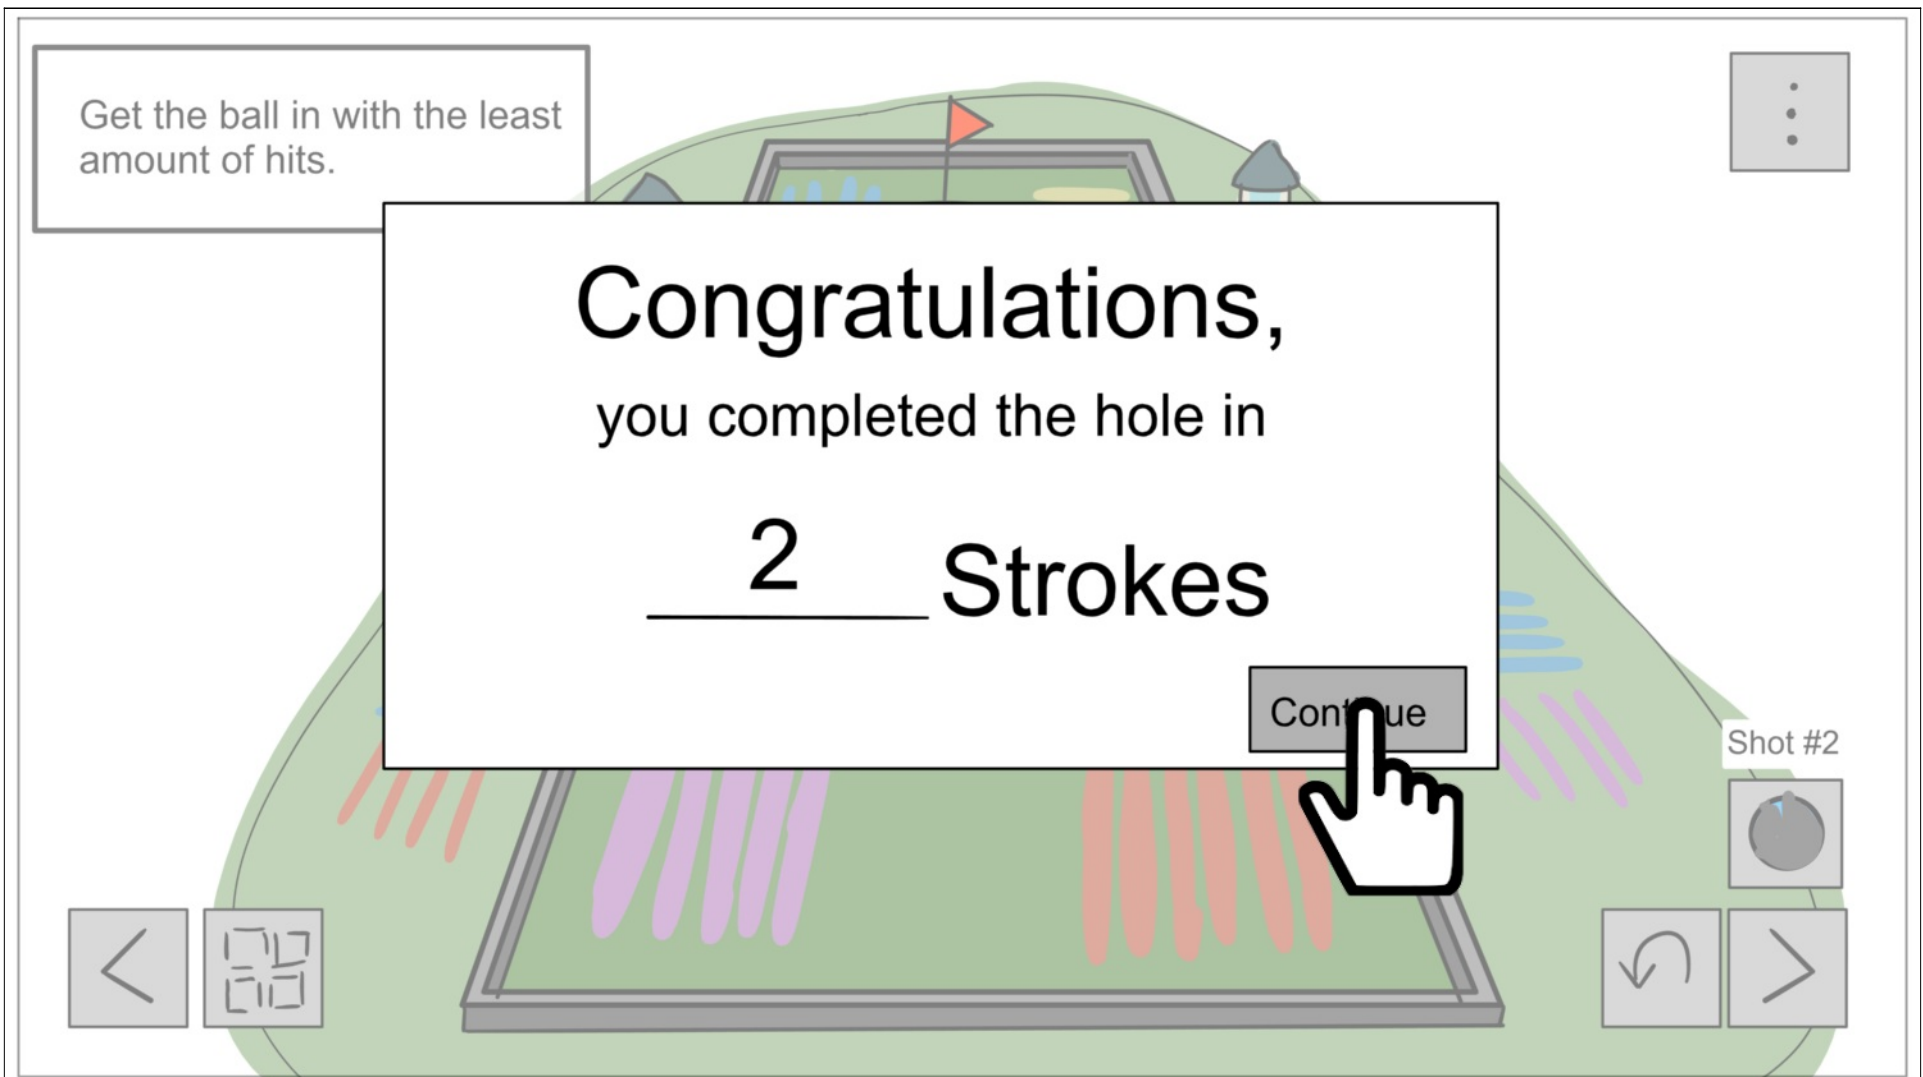 Get the ball in with the least
amount of hits.
Congratulations,
you completed the hole in
2 Strokes
Continue
Shot #2